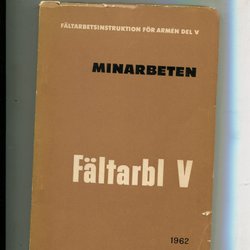 FÄLTARBETSINSTRUKTION FÖR ARMÉN DEL V
MINARBETEN
Fältarbl V
1962